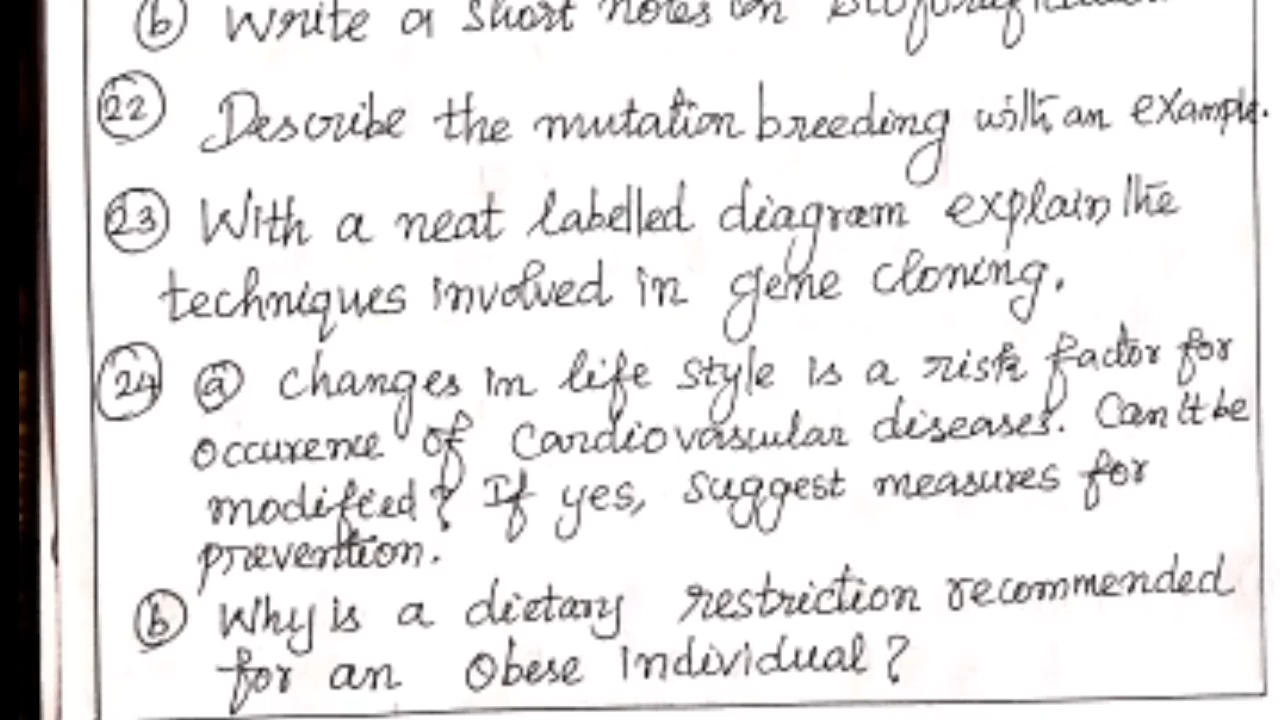 (b) Write a short notes on Biofortification
(22) Describe the mutation breeding with an example.
(23) With a neat labelled diagram explain the
techniques involved in gene cloning.
(24) (a) changes in life style is a risk factor for
occurence of cardiovascular diseases. Can it be
modified? If yes, suggest measures for
prevention.
(b) Why is a dietary restriction recommended
for an obese individual?